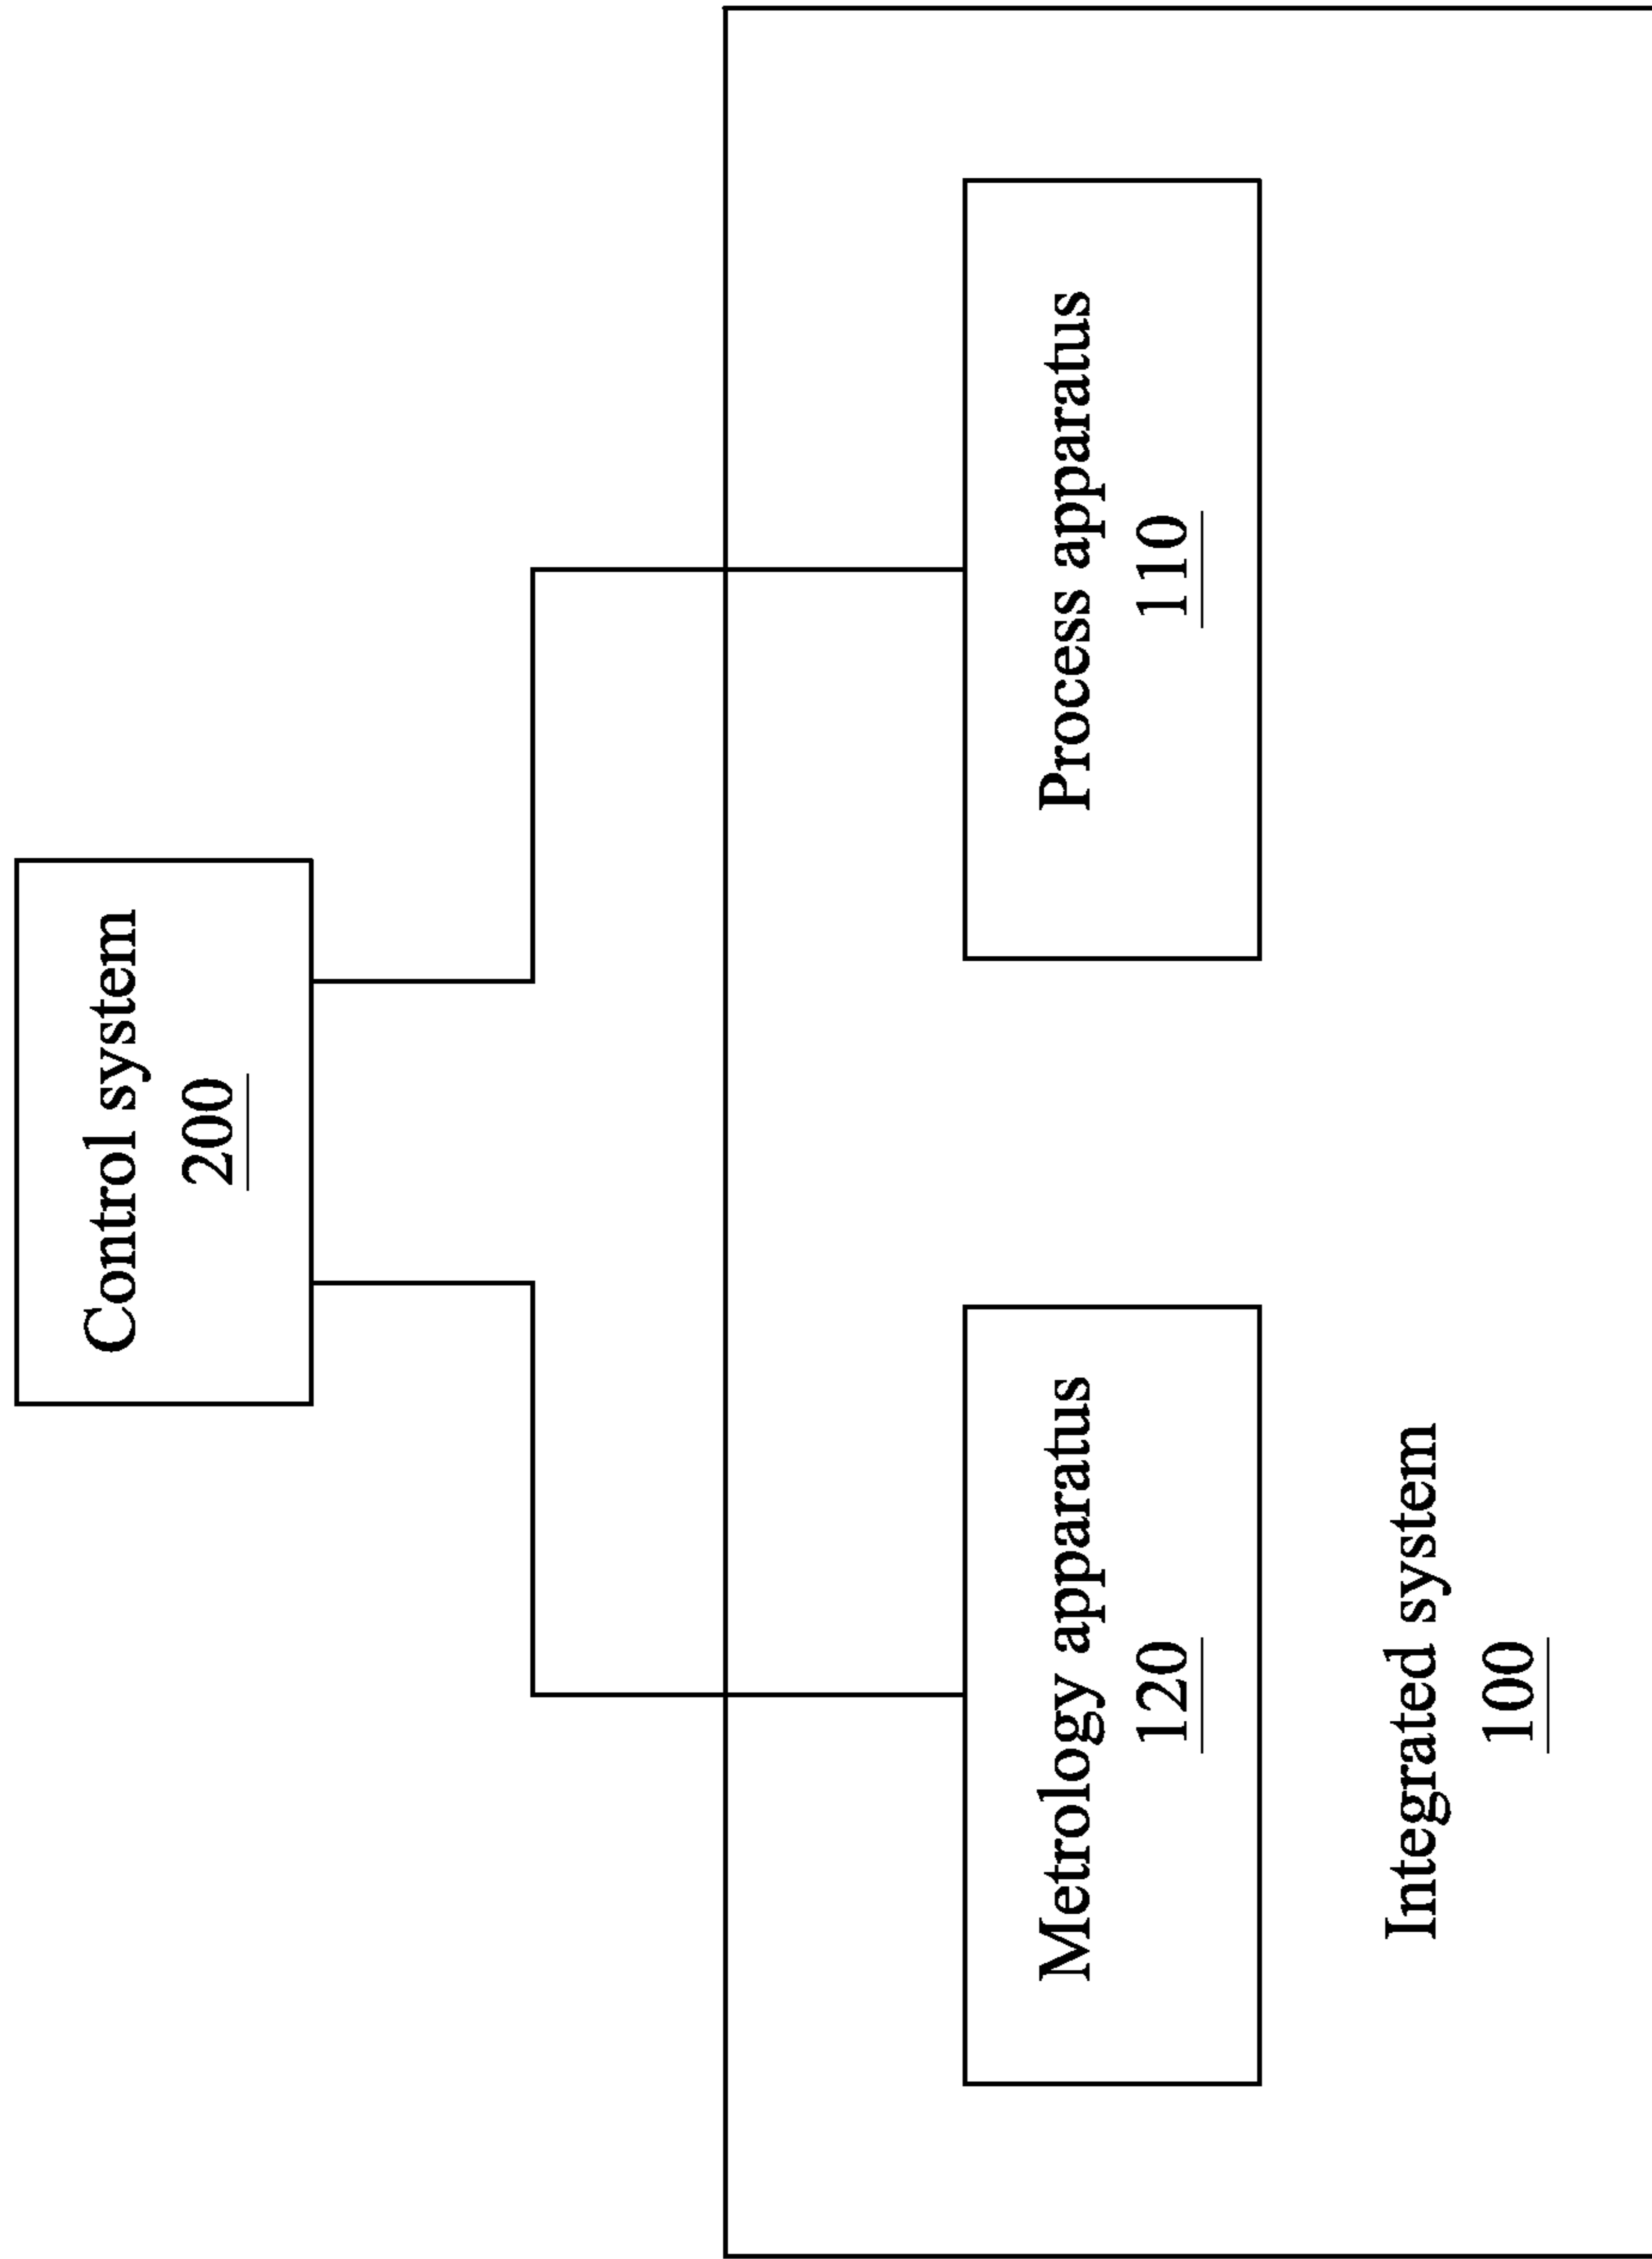 Control system
200
Metrology apparatus
120
Process apparatus
110
Integrated system
100